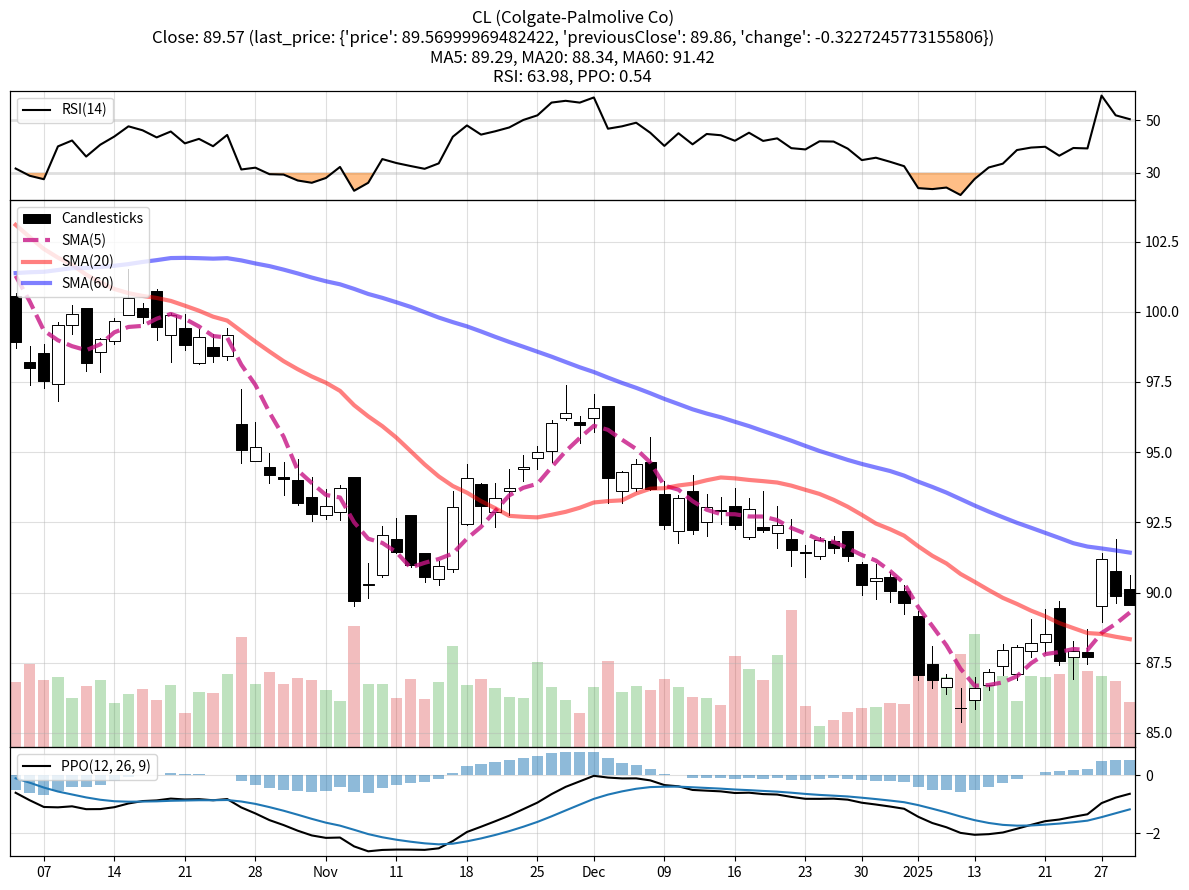 CL (Colgate-Palmolive Co)
Close: 89.57 (last_price: {'price': 89.56999969482422, 'previousClose': 89.86, 'change': -0.3227245773155806})
MA5: 89.29, MA20: 88.34, MA60: 91.42
RSI: 63.98, PPO: 0.54
RSI(14)
50
30
Candlesticks
SMA(5)
SMA(20)
SMA(60)
102.5
100.0
97.5
95.0
92.5
90.0
87.5
85.0
PPO(12, 26, 9)
0
−2
07 14 21 28 Nov 11 18 25 Dec 09 16 23 30 2025 13 21 27